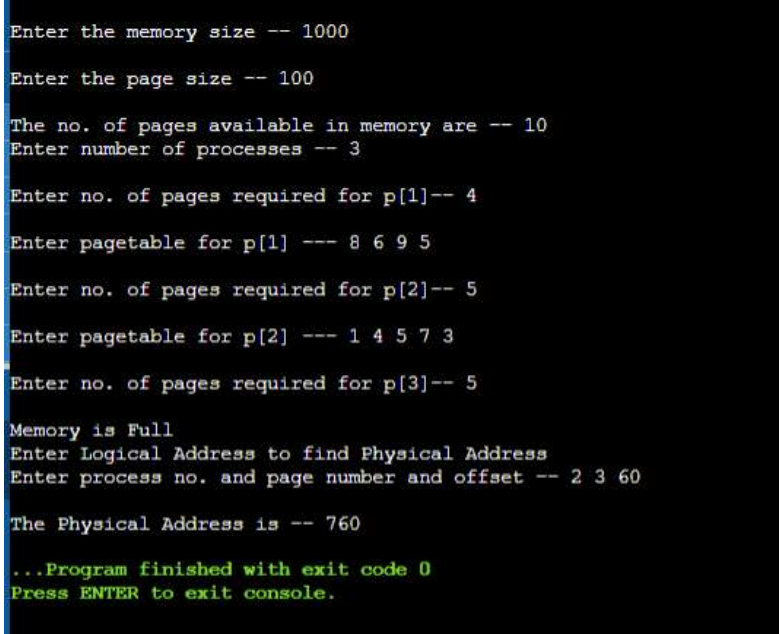 Enter the memory size -- 1000
Enter the page size -- 100
The no. of pages available in memory are -- 10
Enter number of processes -- 3
Enter no. of pages required for p[1]-- 4
Enter pagetable for p[1] --- 8 6 9 5
Enter no. of pages required for p[2]-- 5
Enter pagetable for p[2] --- 1 4 5 7 3
Enter no. of pages required for p[3]-- 5
Memory is Full
Enter Logical Address to find Physical Address
Enter process no. and page number and offset -- 2 3 60
The Physical Address is -- 760
...Program finished with exit code 0
Press ENTER to exit console.